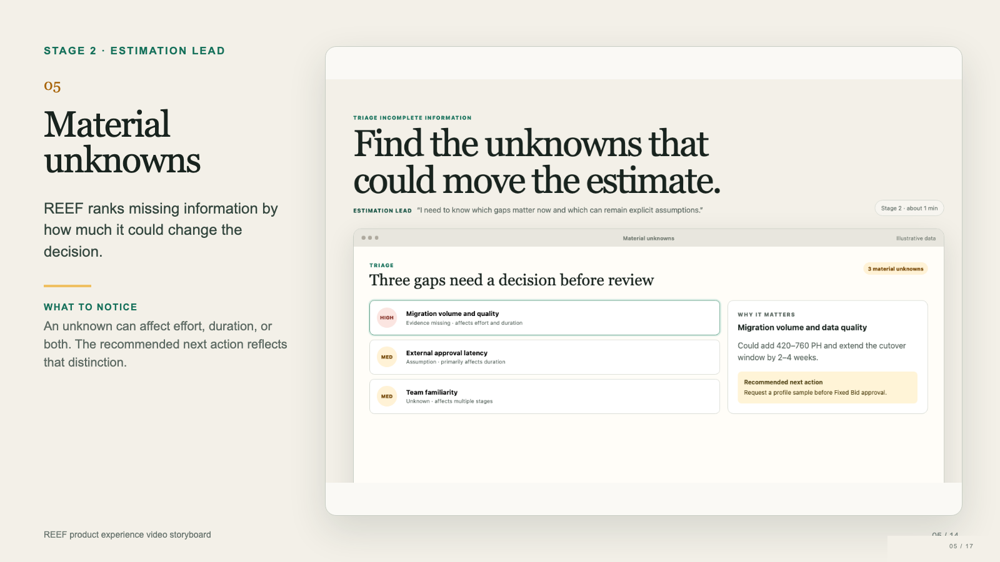 STAGE 2 · ESTIMATION LEAD
05
Material
unknowns
REEF ranks missing information by
how much it could change the
decision.
WHAT TO NOTICE
An unknown can affect effort, duration, or
both. The recommended next action reflects
that distinction.
TRIAGE INCOMPLETE INFORMATION
Find the unknowns that
could move the estimate.
ESTIMATION LEAD “I need to know which gaps matter now and which can remain explicit assumptions.”
Stage 2 · about 1 min
Material unknowns
Illustrative data
TRIAGE
Three gaps need a decision before review
3 material unknowns
HIGH
Migration volume and quality
Evidence missing · affects effort and duration
MED
External approval latency
Assumption · primarily affects duration
MED
Team familiarity
Unknown · affects multiple stages
WHY IT MATTERS
Migration volume and data quality
Could add 420–760 PH and extend the cutover
window by 2–4 weeks.
Recommended next action
Request a profile sample before Fixed Bid approval.
REEF product experience video storyboard
05 / 14
05 / 17